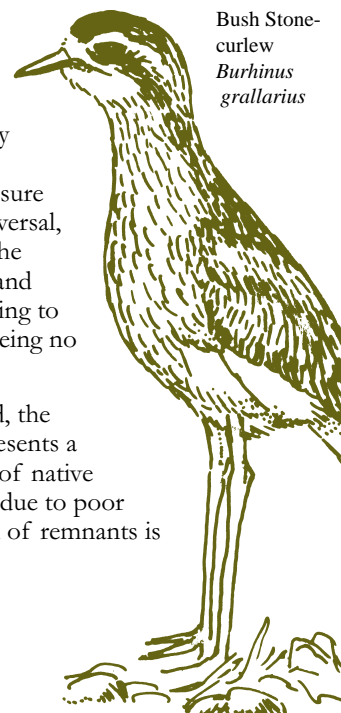 Bush Stone-
curlew
Burhinus
grallarius
y
sure
versal,
he
and
ing to
eing no
d, the
esents a
of native
due to poor
of remnants is